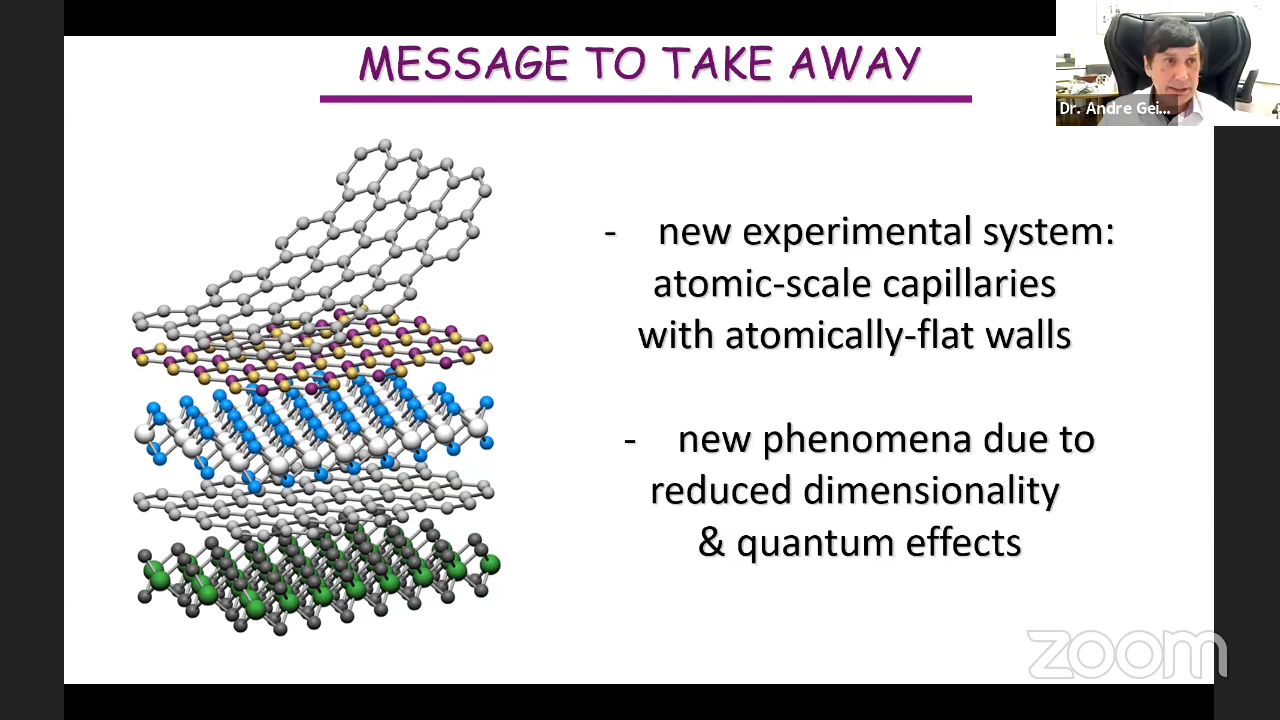 MESSAGE TO TAKE AWAY
Dr. Andre Gei...
- new experimental system:
atomic-scale capillaries
with atomically-flat walls
- new phenomena due to
reduced dimensionality
& quantum effects
zoom